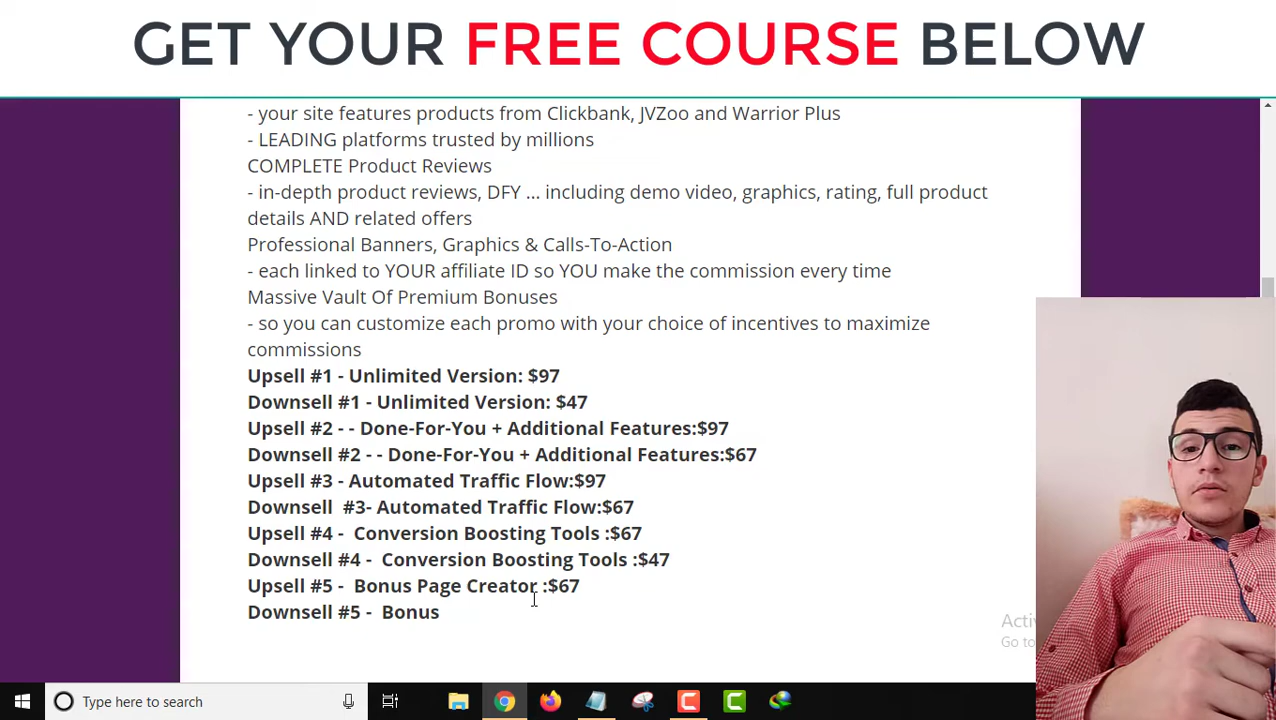 GET YOUR FREE COURSE BELOW
- your site features products from Clickbank, JVZoo and Warrior Plus
- LEADING platforms trusted by millions
COMPLETE Product Reviews
- in-depth product reviews, DFY ... including demo video, graphics, rating, full product
details AND related offers
Professional Banners, Graphics & Calls-To-Action
- each linked to YOUR affiliate ID so YOU make the commission every time
Massive Vault Of Premium Bonuses
- so you can customize each promo with your choice of incentives to maximize
commissions
Upsell #1 - Unlimited Version: $97
Downsell #1 - Unlimited Version: $47
Upsell #2 - - Done-For-You + Additional Features:$97
Downsell #2 - - Done-For-You + Additional Features:$67
Upsell #3 - Automated Traffic Flow:$97
Downsell #3- Automated Traffic Flow:$67
Upsell #4 - Conversion Boosting Tools :$67
Downsell #4 - Conversion Boosting Tools :$47
Upsell #5 - Bonus Page Creator :$67
Downsell #5 - Bonus
Go to
Type here to search